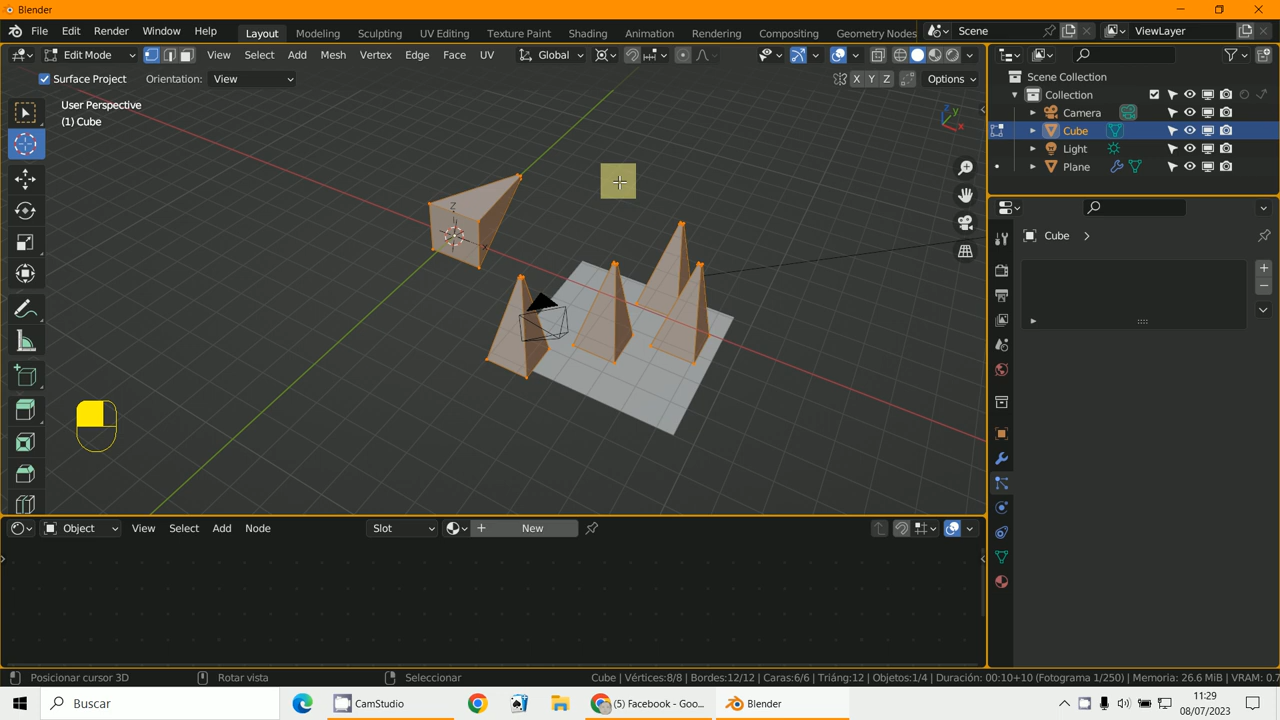 Blender
File Edit Render Window Help Layout Modeling Sculpting UV Editing Texture Paint Shading Animation Rendering Compositing Geometry Nodes Scene ViewLayer
Edit Mode View Select Add Mesh Vertex Edge Face UV Global
Surface Project Orientation: View X Y Z Options
User Perspective
(1) Cube
Scene Collection
Collection
Camera
Cube
Light
Plane
Cube
Z
Y
X
Z
X
Object View Select Add Node Slot New
Posicionar cursor 3D Rotar vista Seleccionar Cube | Vértices:8/8 | Bordes:12/12 | Caras:6/6 | Triáng:12 | Objetos:1/4 | Duración: 00:10+10 (Fotograma 1/250) | Memoria: 26.6 MiB | VRAM: 0.7
Buscar CamStudio (5) Facebook - Goo... Blender 11:29
08/07/2023